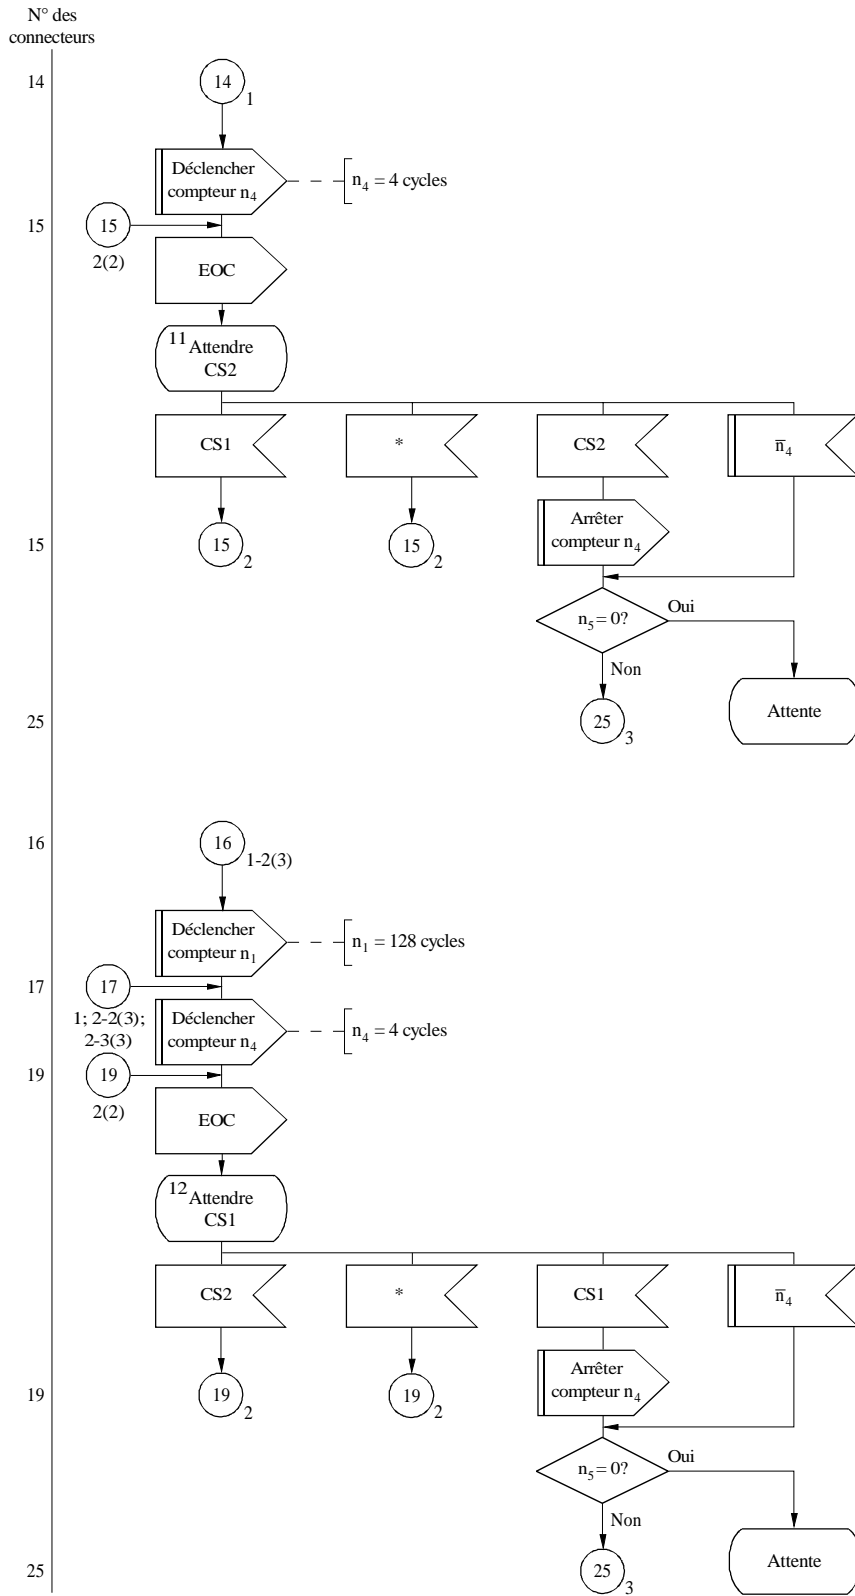 N° des
connecteurs
14
14
1
Déclencher
compteur n4
n4 = 4 cycles
15
15
2(2)
EOC
11 Attendre
CS2
CS1
*
CS2
n̅4
15
15
2
15
2
Arrêter
compteur n4
n5 = 0?
Oui
Non
25
25
3
Attente
16
16
1-2(3)
Déclencher
compteur n1
n1 = 128 cycles
17
17
1; 2-2(3);
2-3(3)
Déclencher
compteur n4
n4 = 4 cycles
19
19
2(2)
EOC
12 Attendre
CS1
CS2
*
CS1
n̅4
19
19
2
19
2
Arrêter
compteur n4
n5 = 0?
Oui
Non
25
25
3
Attente